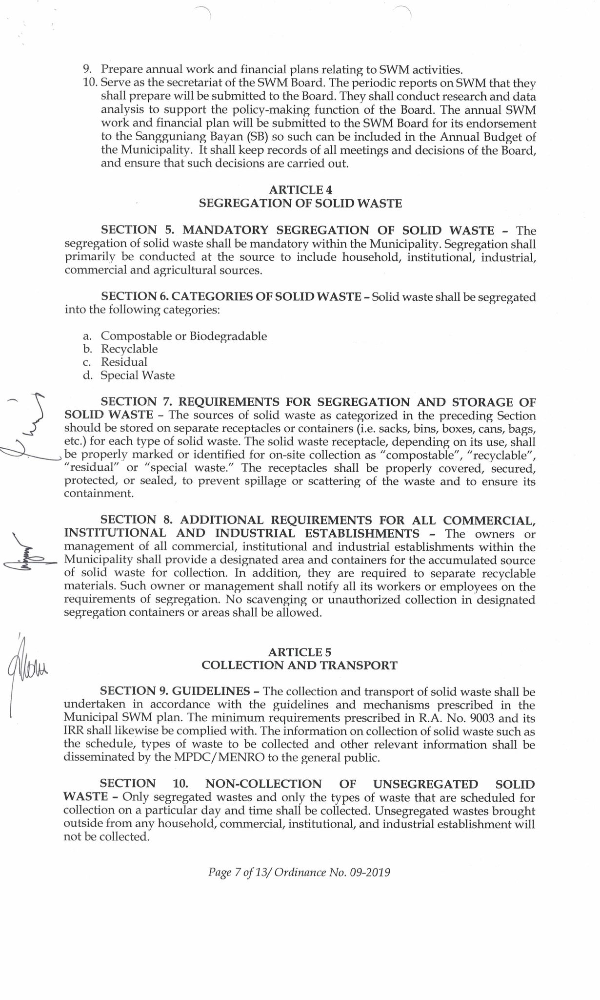 9. Prepare annual work and financial plans relating to SWM activities.
10. Serve as the secretariat of the SWM Board. The periodic reports on SWM that they
shall prepare will be submitted to the Board. They shall conduct research and data
analysis to support the policy-making function of the Board. The annual SWM
work and financial plan will be submitted to the SWM Board for its endorsement
to the Sangguniang Bayan (SB) so such can be included in the Annual Budget of
the Municipality. It shall keep records of all meetings and decisions of the Board,
and ensure that such decisions are carried out.
ARTICLE 4
SEGREGATION OF SOLID WASTE
SECTION 5. MANDATORY SEGREGATION OF SOLID WASTE – The
segregation of solid waste shall be mandatory within the Municipality. Segregation shall
primarily be conducted at the source to include household, institutional, industrial,
commercial and agricultural sources.
SECTION 6. CATEGORIES OF SOLID WASTE – Solid waste shall be segregated
into the following categories:
a. Compostable or Biodegradable
b. Recyclable
c. Residual
d. Special Waste
SECTION 7. REQUIREMENTS FOR SEGREGATION AND STORAGE OF
SOLID WASTE – The sources of solid waste as categorized in the preceding Section
should be stored on separate receptacles or containers (i.e. sacks, bins, boxes, cans, bags,
etc.) for each type of solid waste. The solid waste receptacle, depending on its use, shall
be properly marked or identified for on-site collection as “compostable”, “recyclable”,
“residual” or “special waste.” The receptacles shall be properly covered, secured,
protected, or sealed, to prevent spillage or scattering of the waste and to ensure its
containment.
SECTION 8. ADDITIONAL REQUIREMENTS FOR ALL COMMERCIAL,
INSTITUTIONAL AND INDUSTRIAL ESTABLISHMENTS – The owners or
management of all commercial, institutional and industrial establishments within the
Municipality shall provide a designated area and containers for the accumulated source
of solid waste for collection. In addition, they are required to separate recyclable
materials. Such owner or management shall notify all its workers or employees on the
requirements of segregation. No scavenging or unauthorized collection in designated
segregation containers or areas shall be allowed.
ARTICLE 5
COLLECTION AND TRANSPORT
SECTION 9. GUIDELINES – The collection and transport of solid waste shall be
undertaken in accordance with the guidelines and mechanisms prescribed in the
Municipal SWM plan. The minimum requirements prescribed in R.A. No. 9003 and its
IRR shall likewise be complied with. The information on collection of solid waste such as
the schedule, types of waste to be collected and other relevant information shall be
disseminated by the MPDC/MENRO to the general public.
SECTION 10. NON-COLLECTION OF UNSEGREGATED SOLID
WASTE – Only segregated wastes and only the types of waste that are scheduled for
collection on a particular day and time shall be collected. Unsegregated wastes brought
outside from any household, commercial, institutional, and industrial establishment will
not be collected.
Page 7 of 13/ Ordinance No. 09-2019